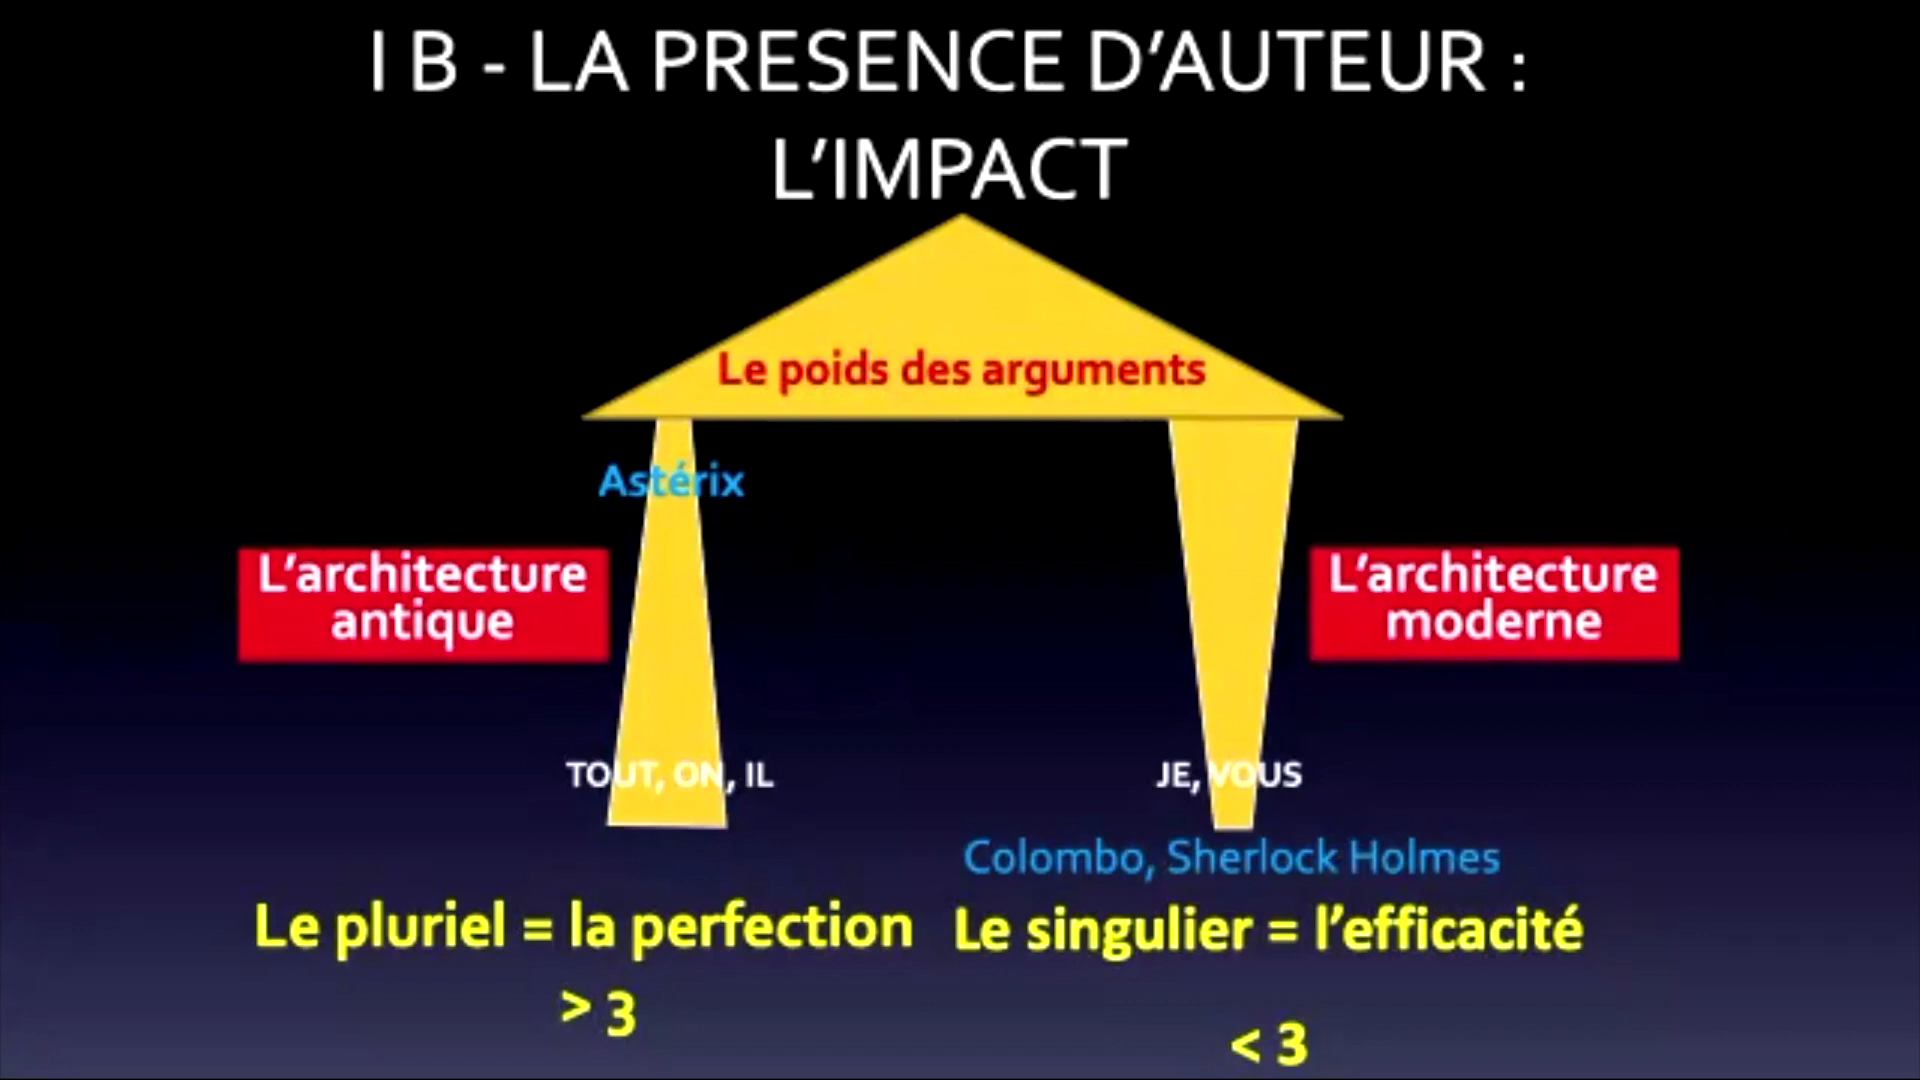 I B - LA PRESENCE D’AUTEUR :
L’IMPACT
Le poids des arguments
Astérix
L’architecture
antique
L’architecture
moderne
TOUT, ON, IL
JE, VOUS
Colombo, Sherlock Holmes
Le pluriel = la perfection
Le singulier = l’efficacité
> 3
< 3